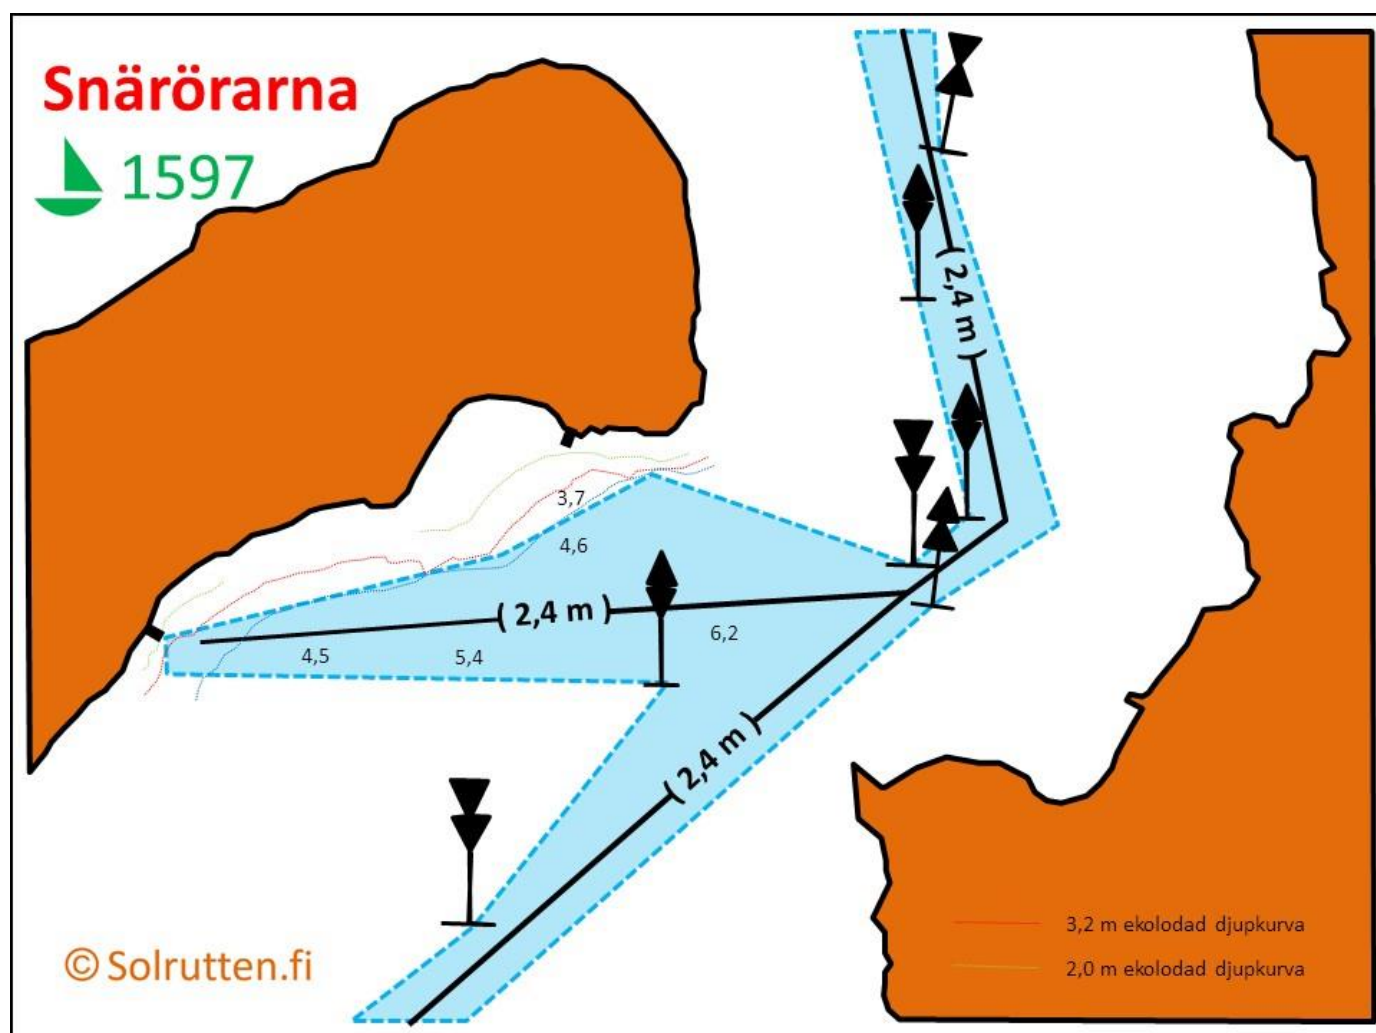 Snärörarna
1597
( 2,4 m )
3,7
4,6
( 2,4 m )
6,2
4,5
5,4
( 2,4 m )
3,2 m ekolodad djupkurva
© Solrutten.fi
2,0 m ekolodad djupkurva